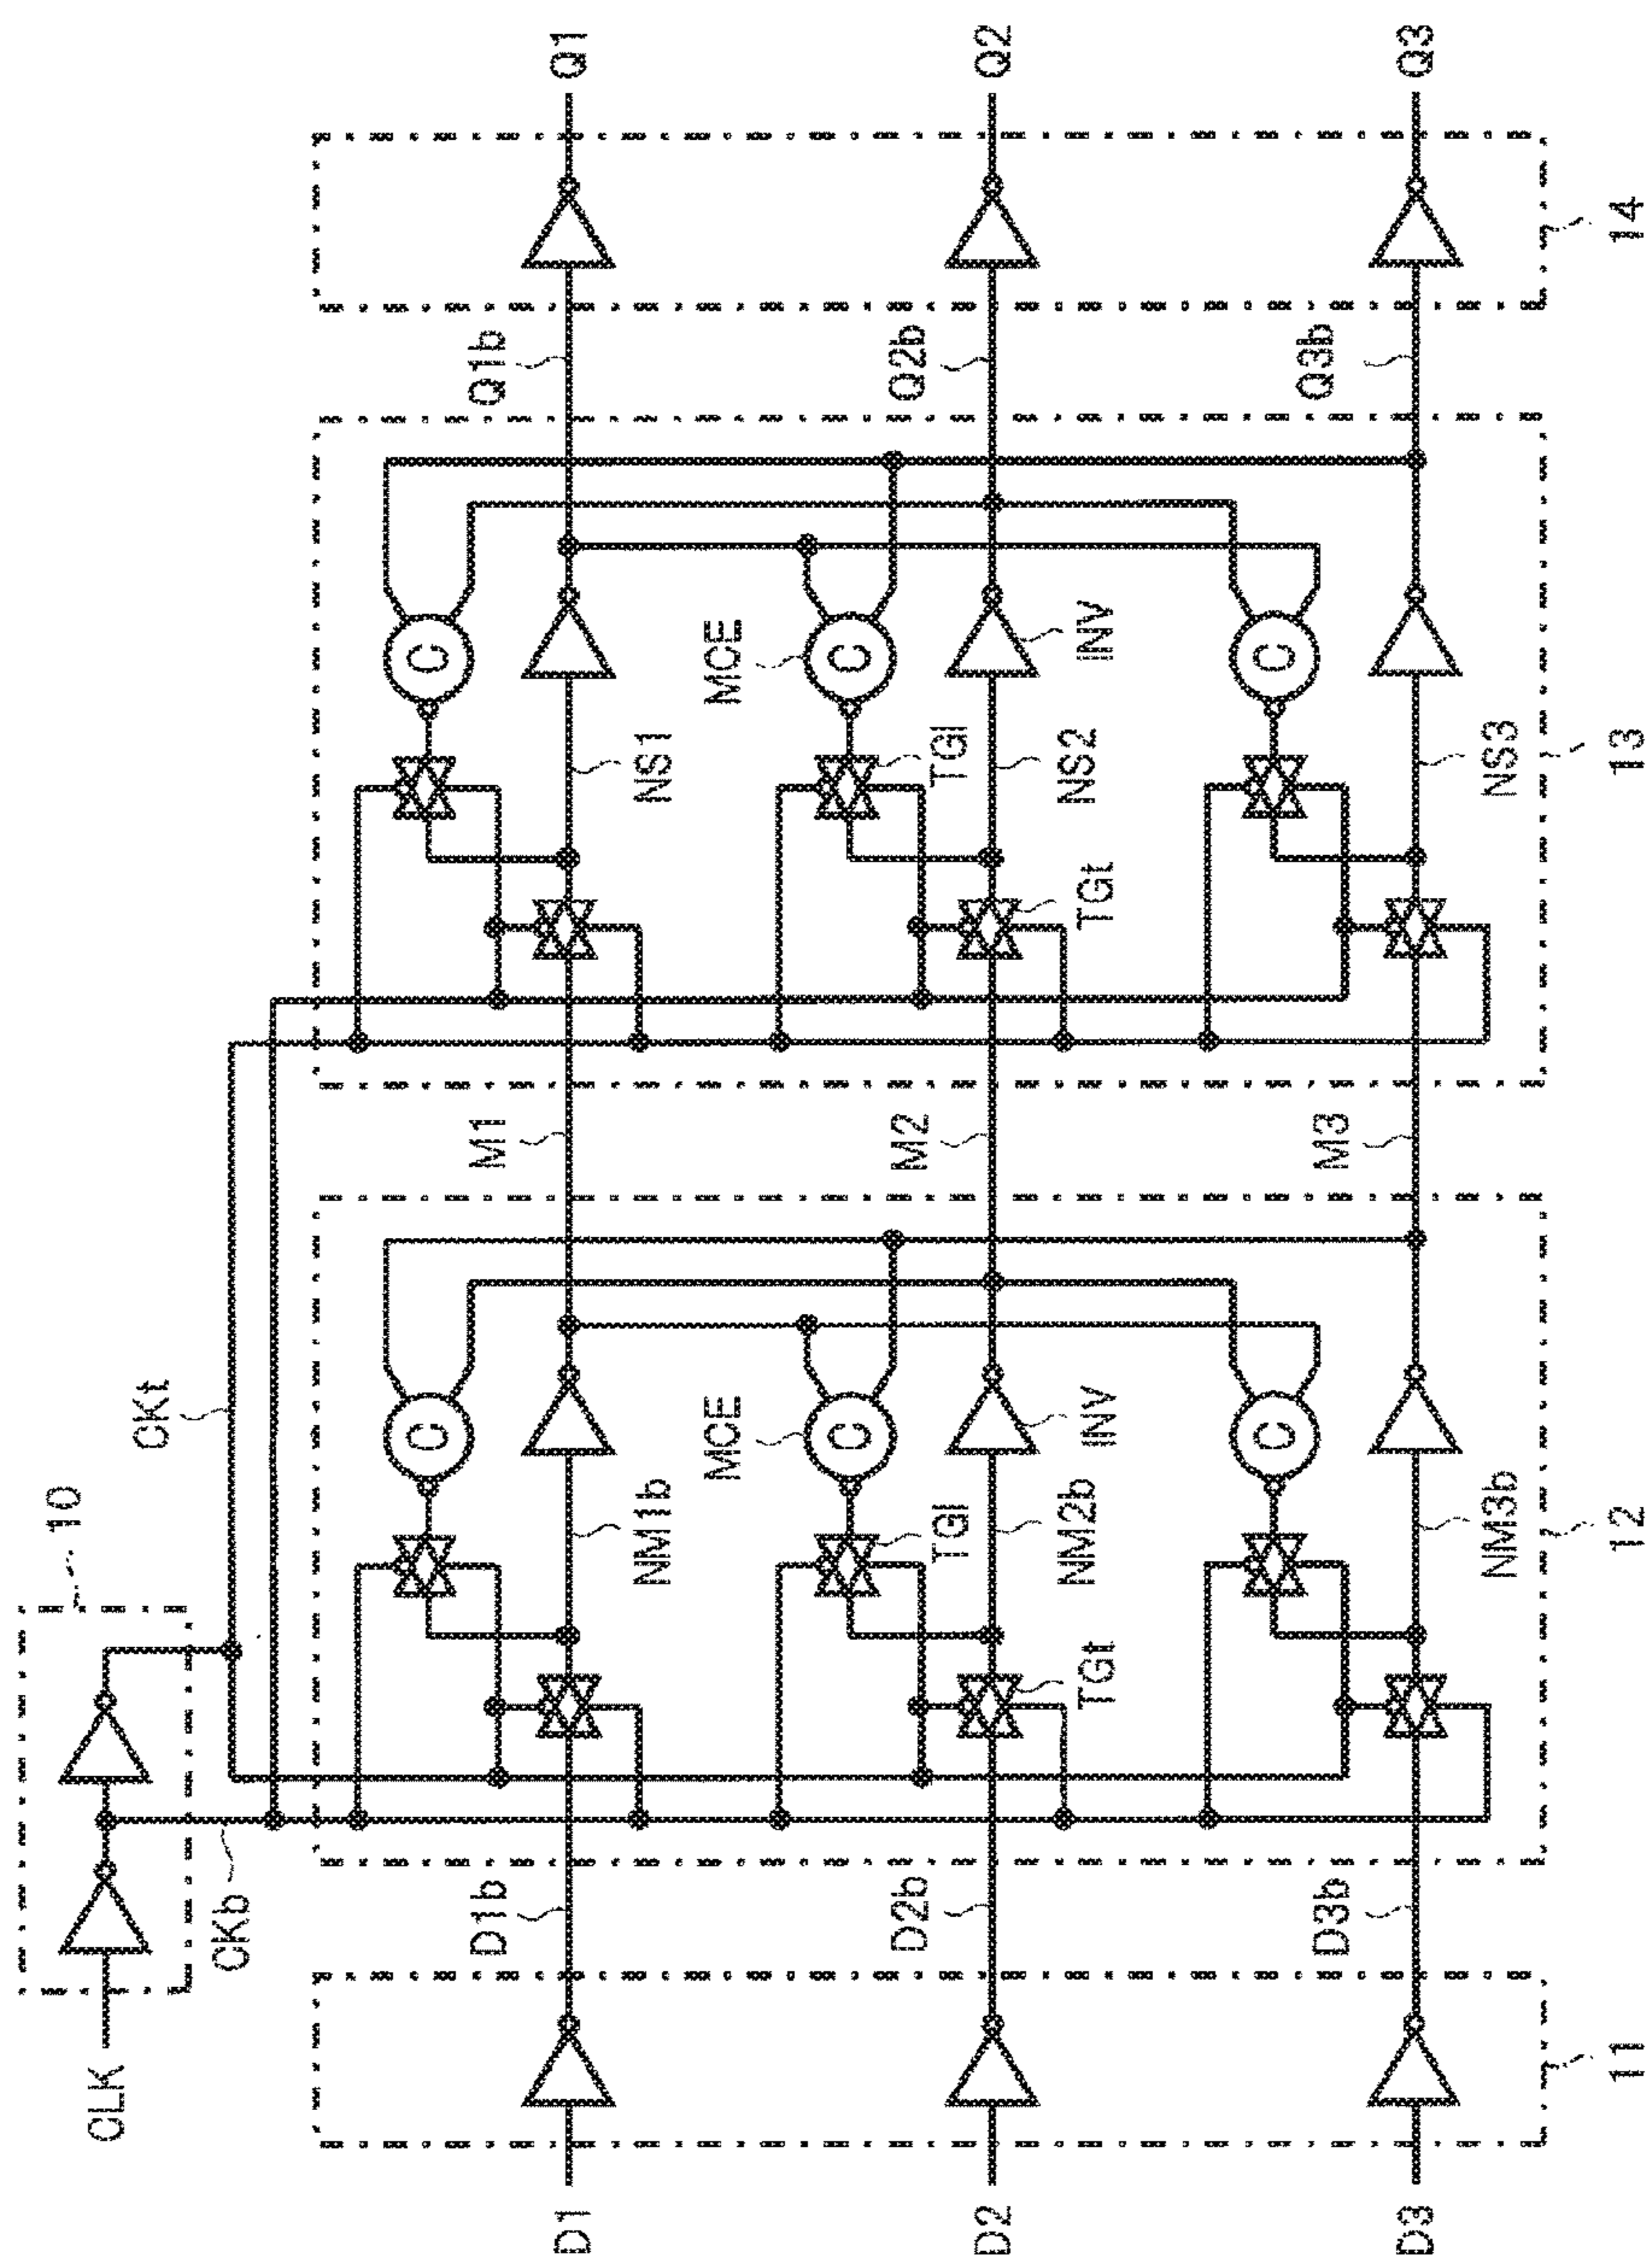 CLK
10
CKb
CKt
D1
D1b
NM1b
M1
NS1
Q1b
Q1
C
C
MCE
MCE
C
C
TGl
TGl
D2
D2b
TGt
NM2b
INV
M2
TGt
NS2
INV
Q2b
Q2
C
C
D3
D3b
NM3b
M3
NS3
Q3b
Q3
11
12
13
14